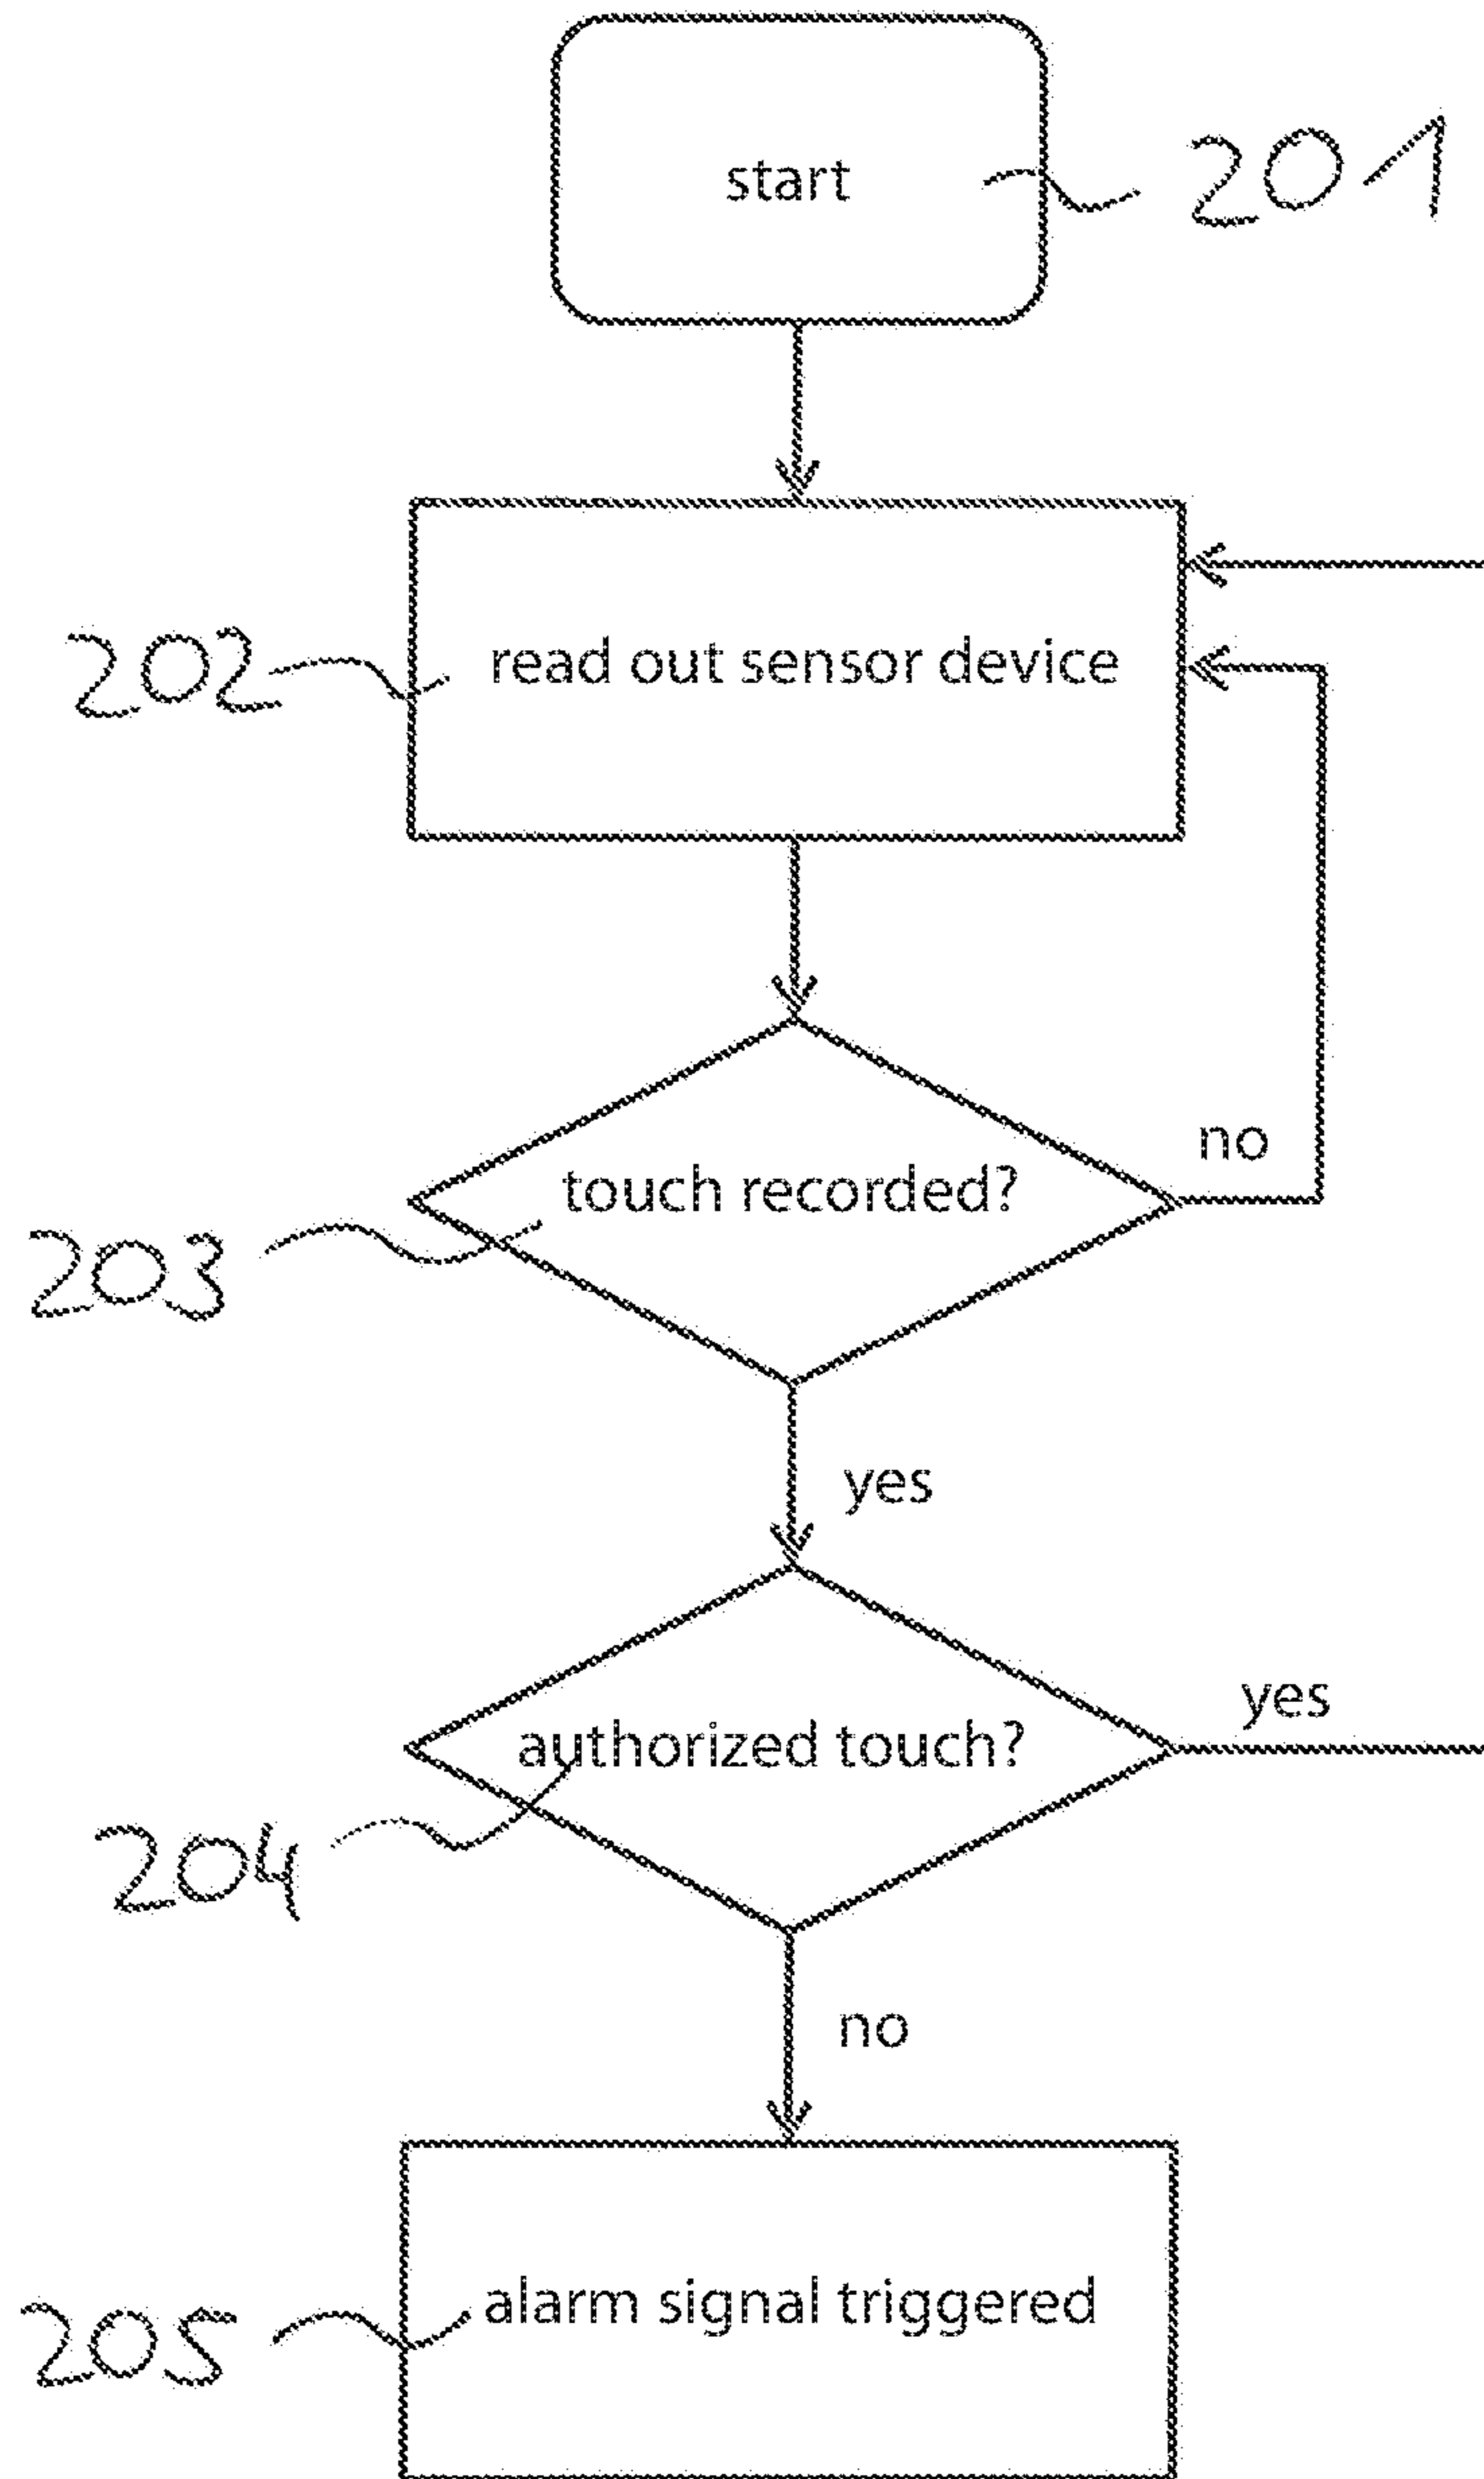 start
201
202
read out sensor device
touch recorded?
no
203
yes
authorized touch?
yes
204
no
alarm signal triggered
205